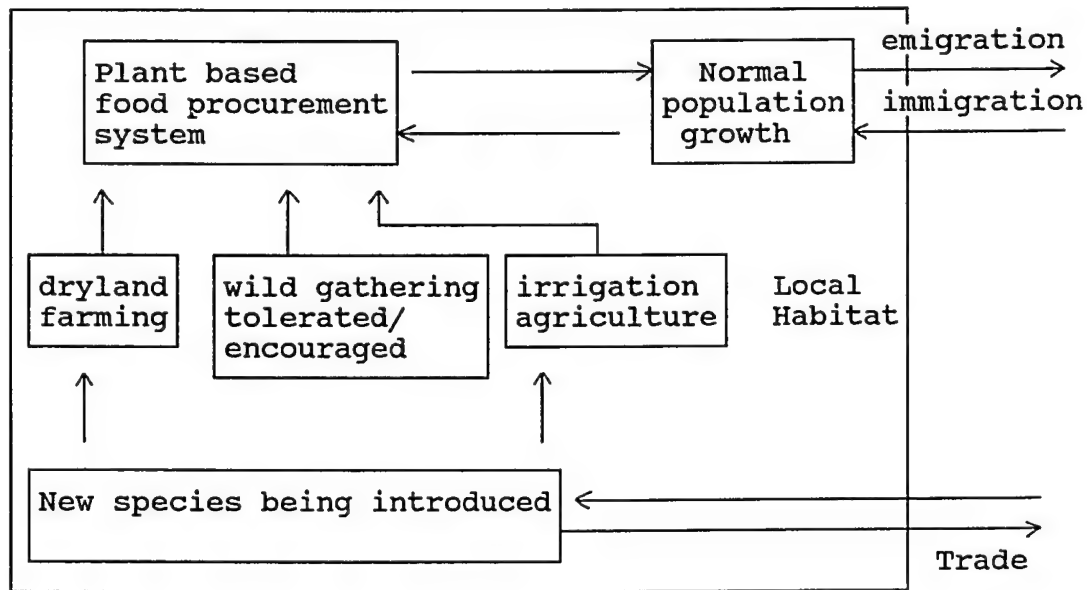 Plant based
food procurement
system
Normal
population
growth
emigration
immigration
dryland
farming
wild gathering
tolerated/
encouraged
irrigation
agriculture
Local
Habitat
New species being introduced
Trade